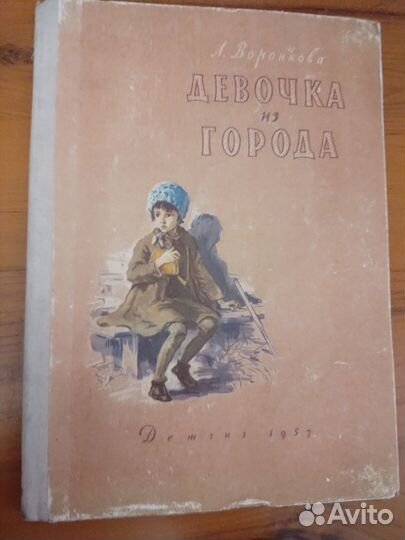 Л. Воронкова
ДЕВОЧКА
ИЗ
ГОРОДА
Детгиз 1957
Avito